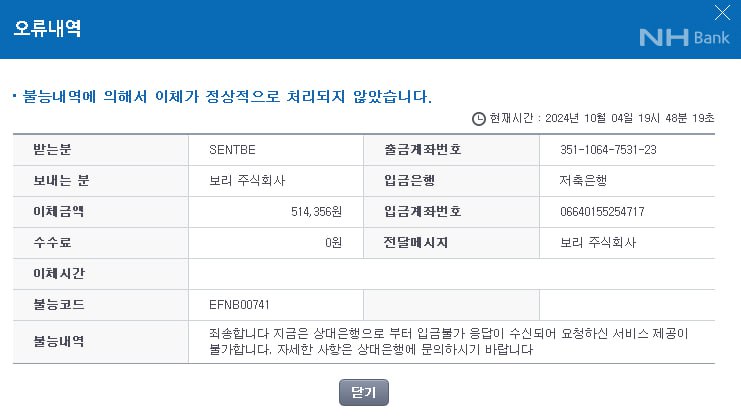 오류내역
NH Bank
· 불능내역에 의해서 이체가 정상적으로 처리되지 않았습니다.
현재시간 : 2024년 10월 04일 19시 48분 19초
받는분 SENTBE 출금계좌번호 351-1064-7531-23
보내는 분 보리 주식회사 입금은행 저축은행
이체금액 514,356원 입금계좌번호 06640155254717
수수료 0원 전달메시지 보리 주식회사
이체시간
불능코드 EFNB00741
불능내역 죄송합니다 지금은 상대은행으로 부터 입금불가 응답이 수신되어 요청하신 서비스 제공이
불가합니다. 자세한 사항은 상대은행에 문의하시기 바랍니다
닫기